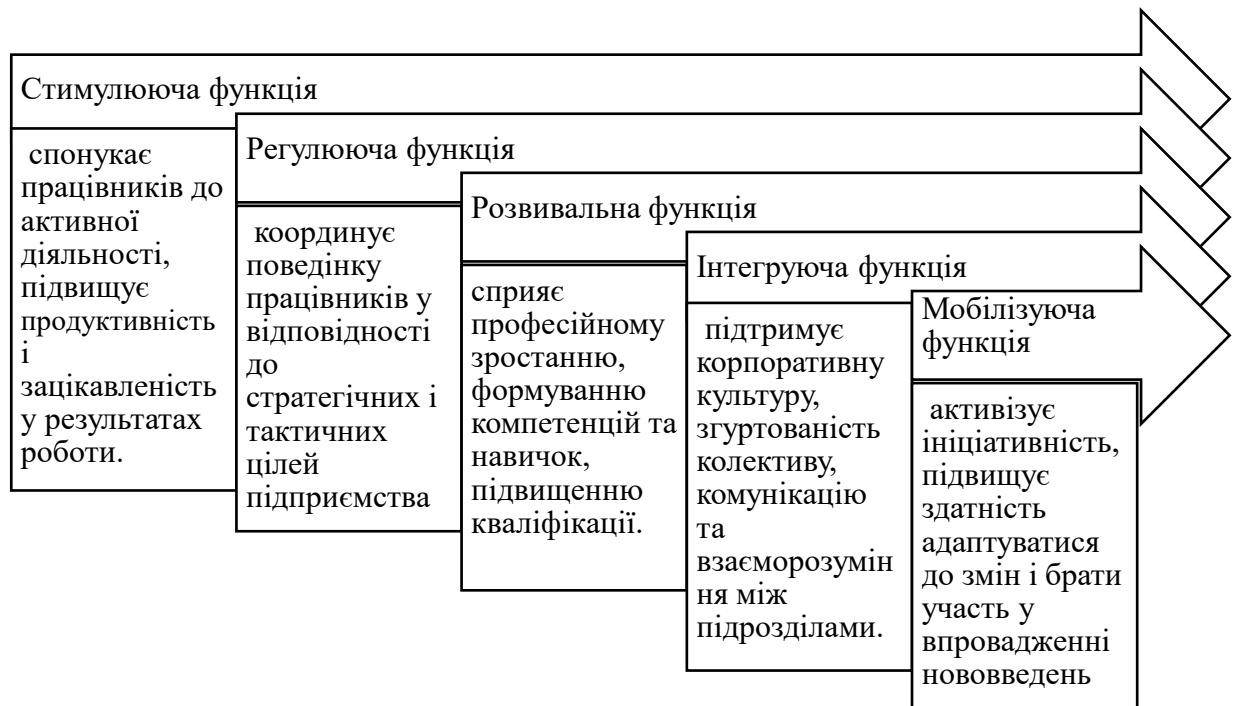 Стимулююча функція
спонукає
працівників до
активної
діяльності,
підвищує
продуктивність
і
зацікавленість
у результатах
роботи.
Регулююча функція
координує
поведінку
працівників у
відповідності
до
стратегічних і
тактичних
цілей
підприємства
Розвивальна функція
сприяє
професійному
зростанню,
формуванню
компетенцій та
навичок,
підвищенню
кваліфікації.
Інтегруюча функція
підтримує
корпоративну
культуру,
згуртованість
колективу,
комунікацію
та
взаєморозумін
ня між
підрозділами.
Мобілізуюча
функція
активізує
ініціативність,
підвищує
здатність
адаптуватися
до змін і брати
участь у
впровадженні
нововведень